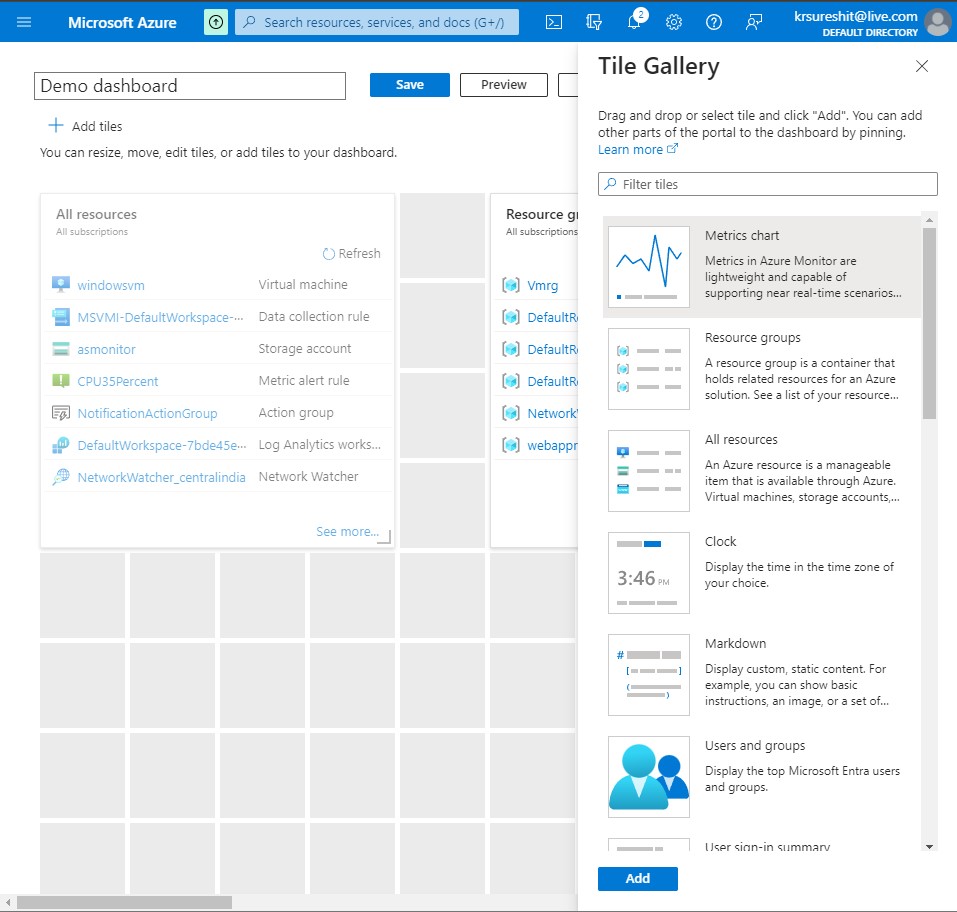 Microsoft Azure
Search resources, services, and docs (G+/)
2
krsureshit@live.com
DEFAULT DIRECTORY
Demo dashboard
Save
Preview
Add tiles
You can resize, move, edit tiles, or add tiles to your dashboard.
All resources
All subscriptions
Refresh
windowsvm Virtual machine
MSVMI-DefaultWorkspace-... Data collection rule
asmonitor Storage account
CPU35Percent Metric alert rule
NotificationActionGroup Action group
DefaultWorkspace-7bde45e... Log Analytics works...
NetworkWatcher_centralindia Network Watcher
See more...
Resource gr
All subscriptions
Vmrg
DefaultRe
DefaultRe
DefaultRe
NetworkW
webappr
Tile Gallery
Drag and drop or select tile and click "Add". You can add
other parts of the portal to the dashboard by pinning.
Learn more
Filter tiles
Metrics chart
Metrics in Azure Monitor are
lightweight and capable of
supporting near real-time scenarios...
Resource groups
A resource group is a container that
holds related resources for an Azure
solution. See a list of your resource...
All resources
An Azure resource is a manageable
item that is available through Azure.
Virtual machines, storage accounts,...
3:46 PM
Clock
Display the time in the time zone of
your choice.
Markdown
Display custom, static content. For
example, you can show basic
instructions, an image, or a set of...
Users and groups
Display the top Microsoft Entra users
and groups.
User sign-in summary
Add